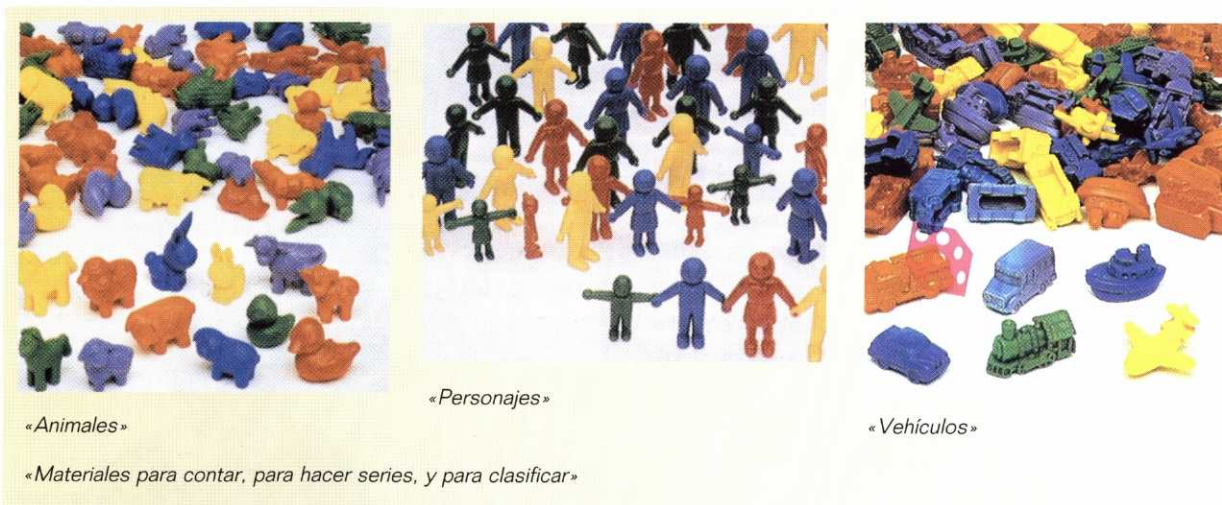 «Personajes»
«Animales»
«Vehículos»
«Materiales para contar, para hacer series, y para clasificar»